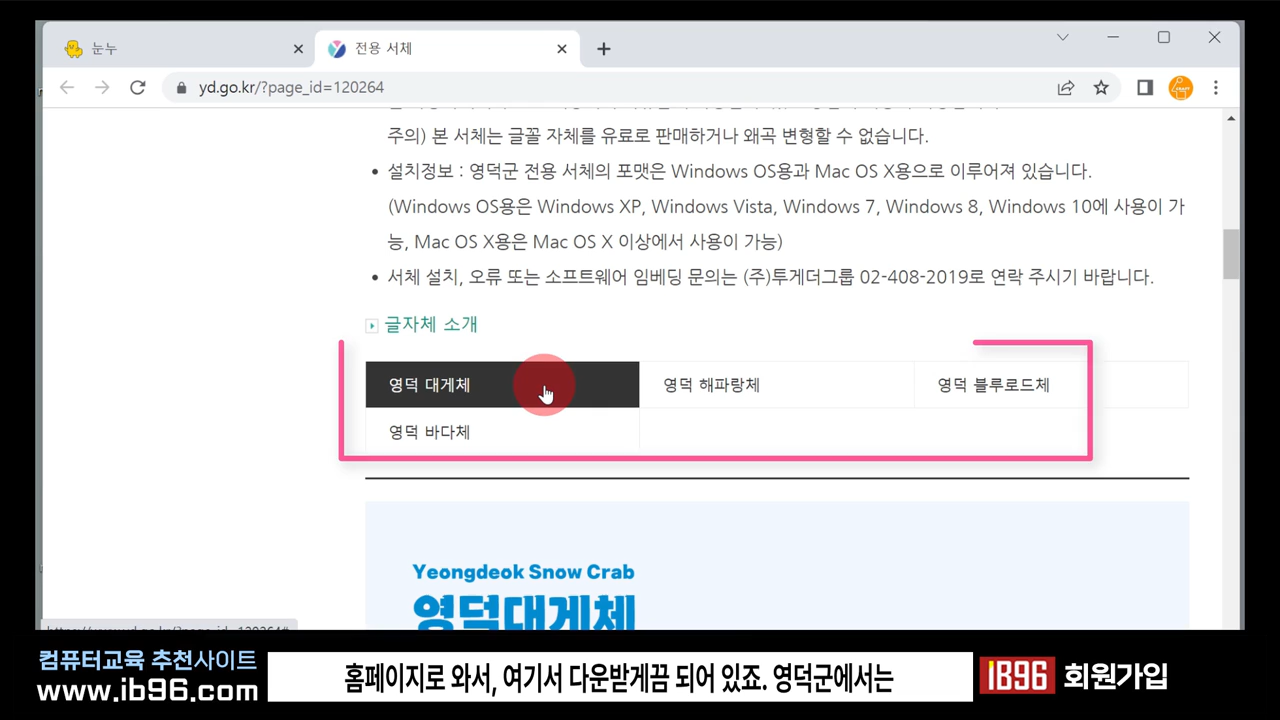 눈누
전용 서체
yd.go.kr/?page_id=120264
주의) 본 서체는 글꼴 자체를 유료로 판매하거나 왜곡 변형할 수 없습니다.
• 설치정보 : 영덕군 전용 서체의 포맷은 Windows OS용과 Mac OS X용으로 이루어져 있습니다.
(Windows OS용은 Windows XP, Windows Vista, Windows 7, Windows 8, Windows 10에 사용이 가
능, Mac OS X용은 Mac OS X 이상에서 사용이 가능)
• 서체 설치, 오류 또는 소프트웨어 임베딩 문의는 (주)투게더그룹 02-408-2019로 연락 주시기 바랍니다.
글자체 소개
영덕 대게체 영덕 해파랑체 영덕 블루로드체
영덕 바다체
Yeongdeok Snow Crab
영덕대게체
컴퓨터교육 추천사이트
www.ib96.com
홈페이지로 와서, 여기서 다운받게끔 되어 있죠. 영덕군에서는
IB96 회원가입